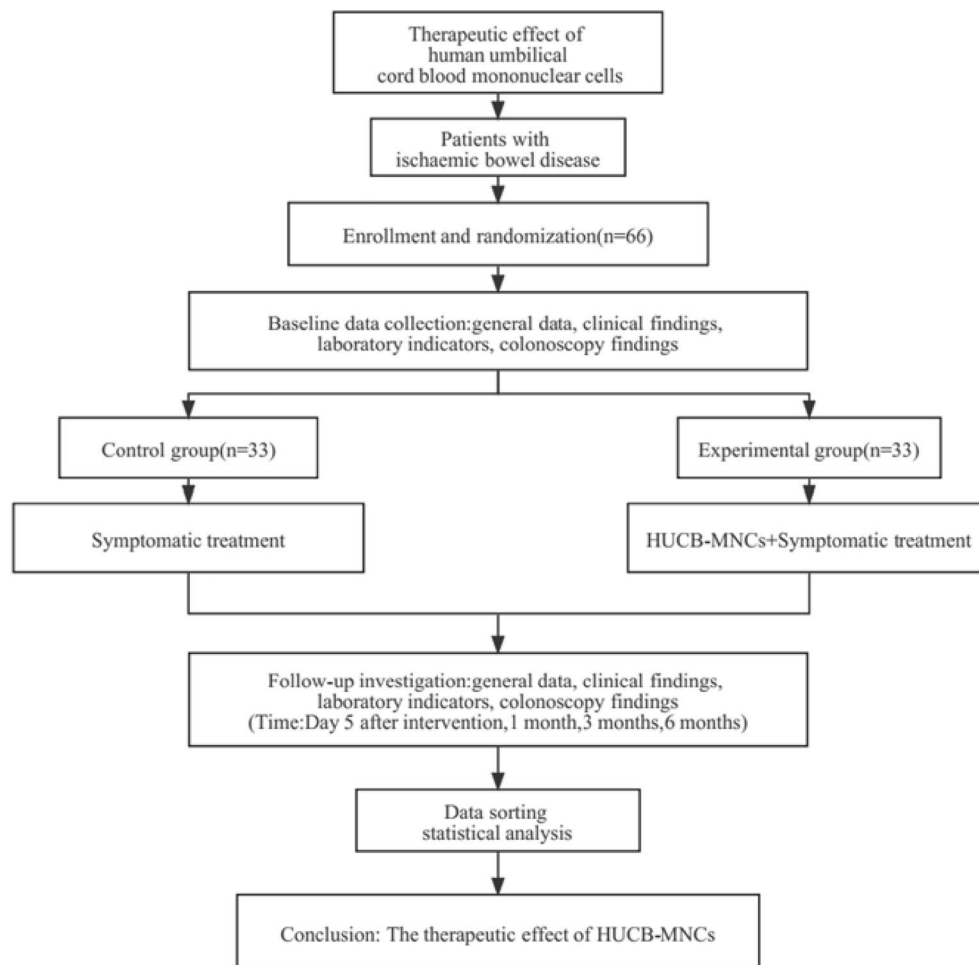 Therapeutic effect of
human umbilical
cord blood mononuclear cells
Patients with
ischaemic bowel disease
Enrollment and randomization(n=66)
Baseline data collection:general data, clinical findings,
laboratory indicators, colonoscopy findings
Control group(n=33)
Experimental group(n=33)
Symptomatic treatment
HUCB-MNCs+Symptomatic treatment
Follow-up investigation:general data, clinical findings,
laboratory indicators, colonoscopy findings
(Time:Day 5 after intervention,1 month,3 months,6 months)
Data sorting
statistical analysis
Conclusion: The therapeutic effect of HUCB-MNCs